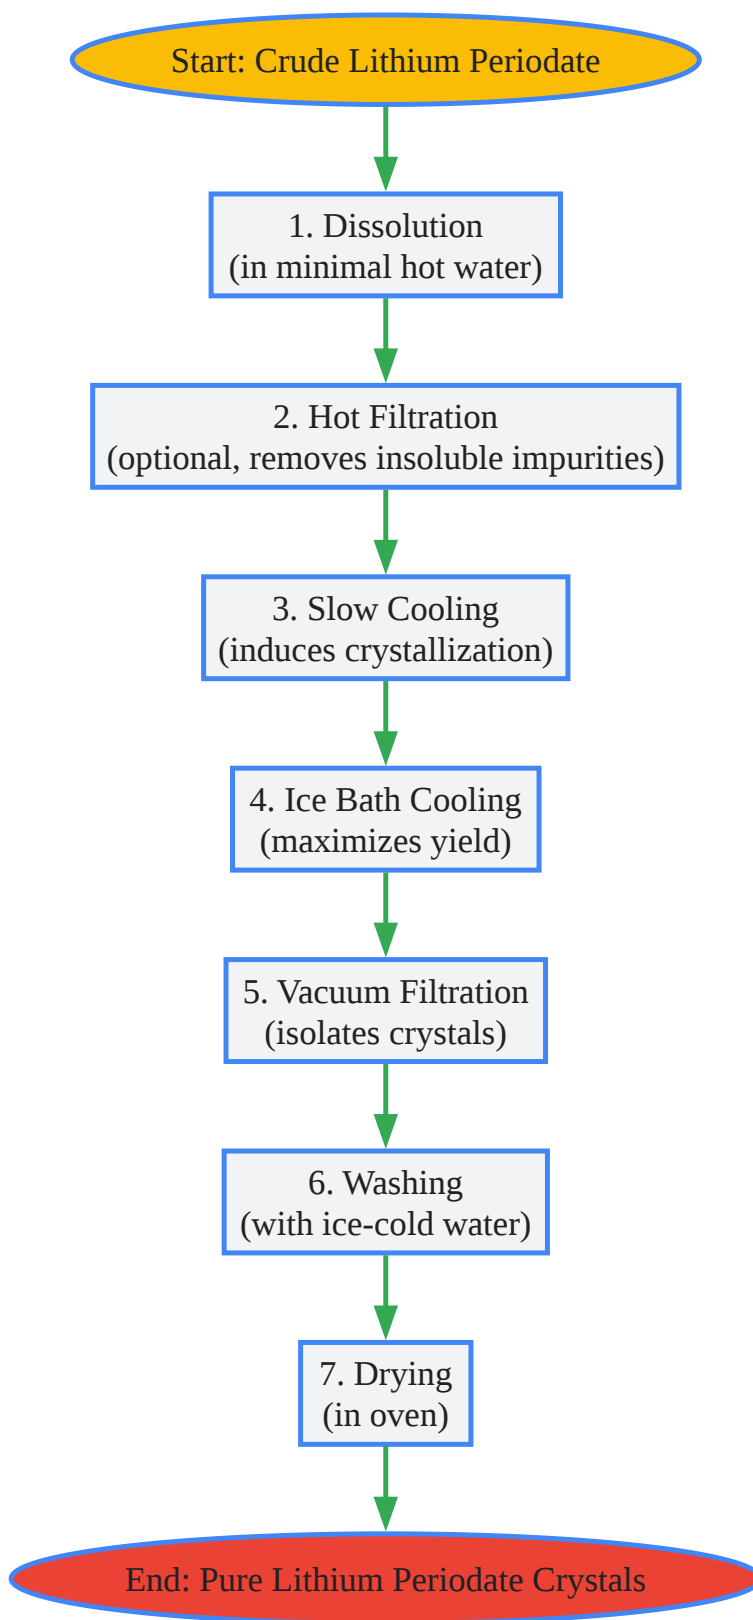 Start: Crude Lithium Periodate
1. Dissolution
(in minimal hot water)
2. Hot Filtration
(optional, removes insoluble impurities)
3. Slow Cooling
(induces crystallization)
4. Ice Bath Cooling
(maximizes yield)
5. Vacuum Filtration
(isolates crystals)
6. Washing
(with ice-cold water)
7. Drying
(in oven)
End: Pure Lithium Periodate Crystals